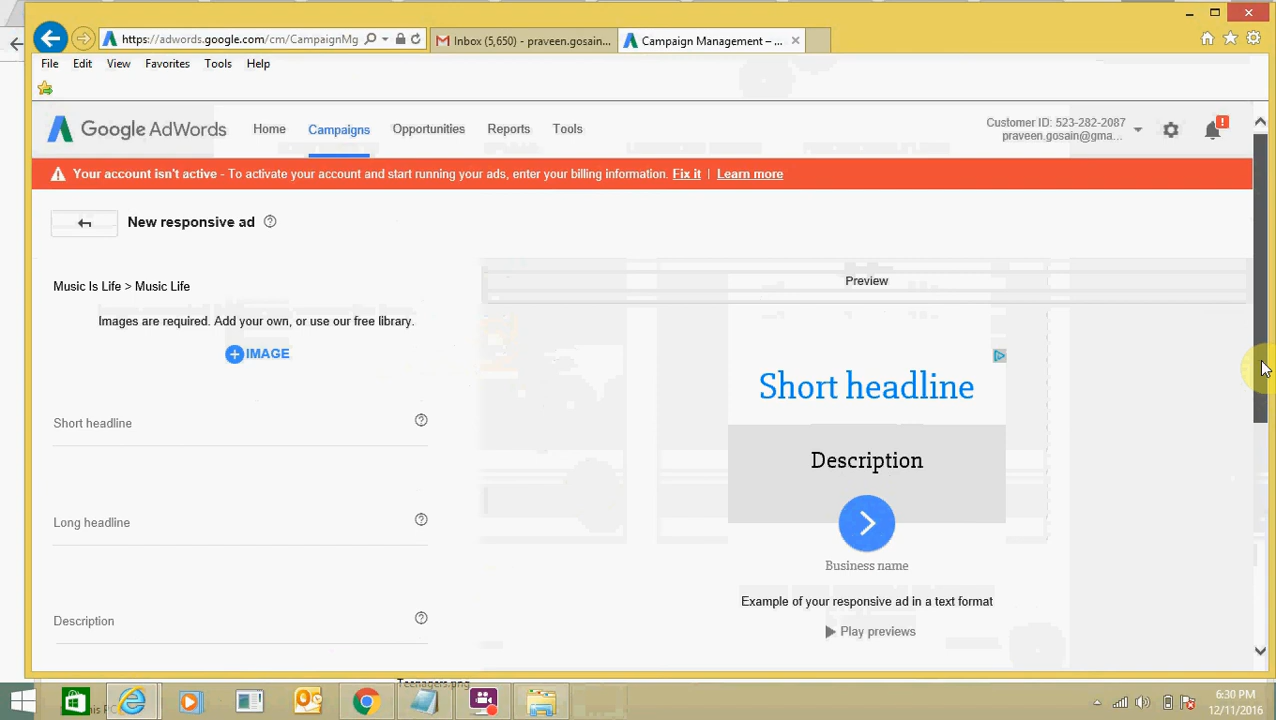 https://adwords.google.com/cm/CampaignMg
Inbox (5,650) - praveen.gosain...
Campaign Management – ...
File Edit View Favorites Tools Help
Google AdWords
Home Campaigns Opportunities Reports Tools
Customer ID: 523-282-2087
praveen.gosain@gma...
!
Your account isn't active - To activate your account and start running your ads, enter your billing information. Fix it | Learn more
New responsive ad
Music Is Life > Music Life
Images are required. Add your own, or use our free library.
IMAGE
Short headline
Long headline
Description
Preview
Short headline
Description
Business name
Example of your responsive ad in a text format
Play previews
Teenagers.png
his PC
6:30 PM
12/11/2016